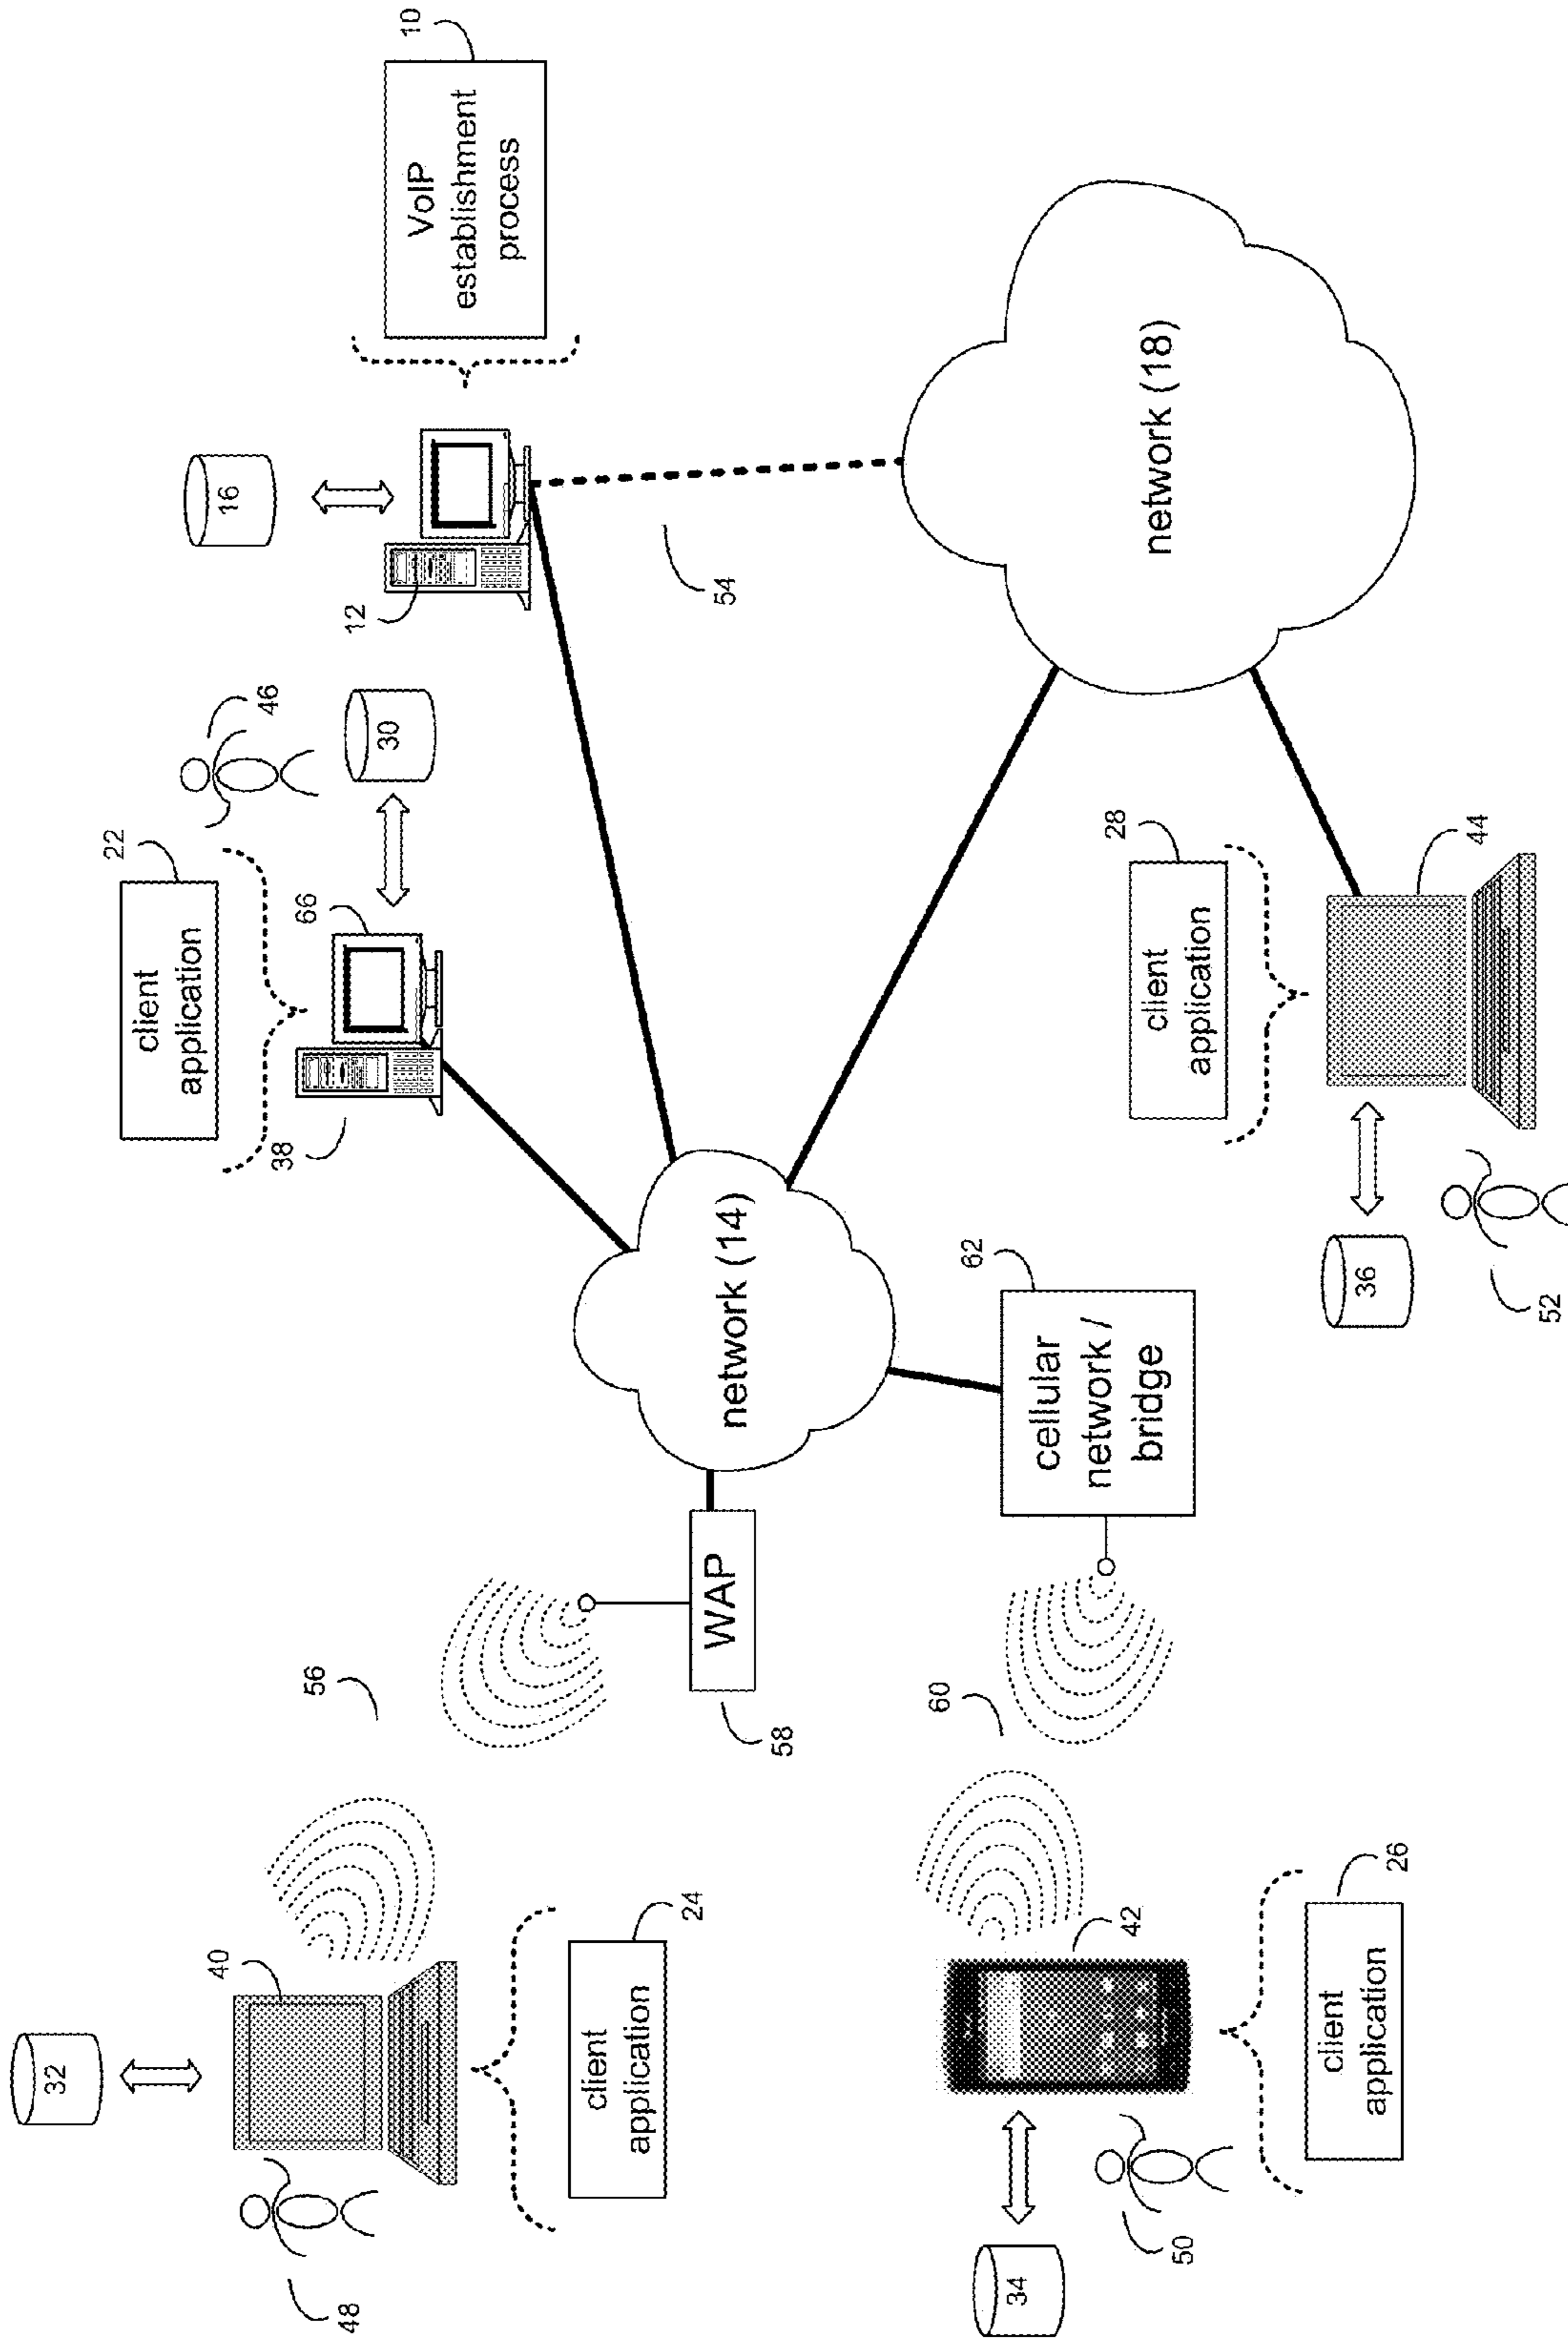 32
22
client
application
40
16
46
38
66
56
48
12
30
10
VoIP
establishment
process
24
client
application
54
WAP
network (14)
58
60
62
34
cellular
network /
bridge
28
client
application
42
network (18)
50
26
client
application
36
44
52